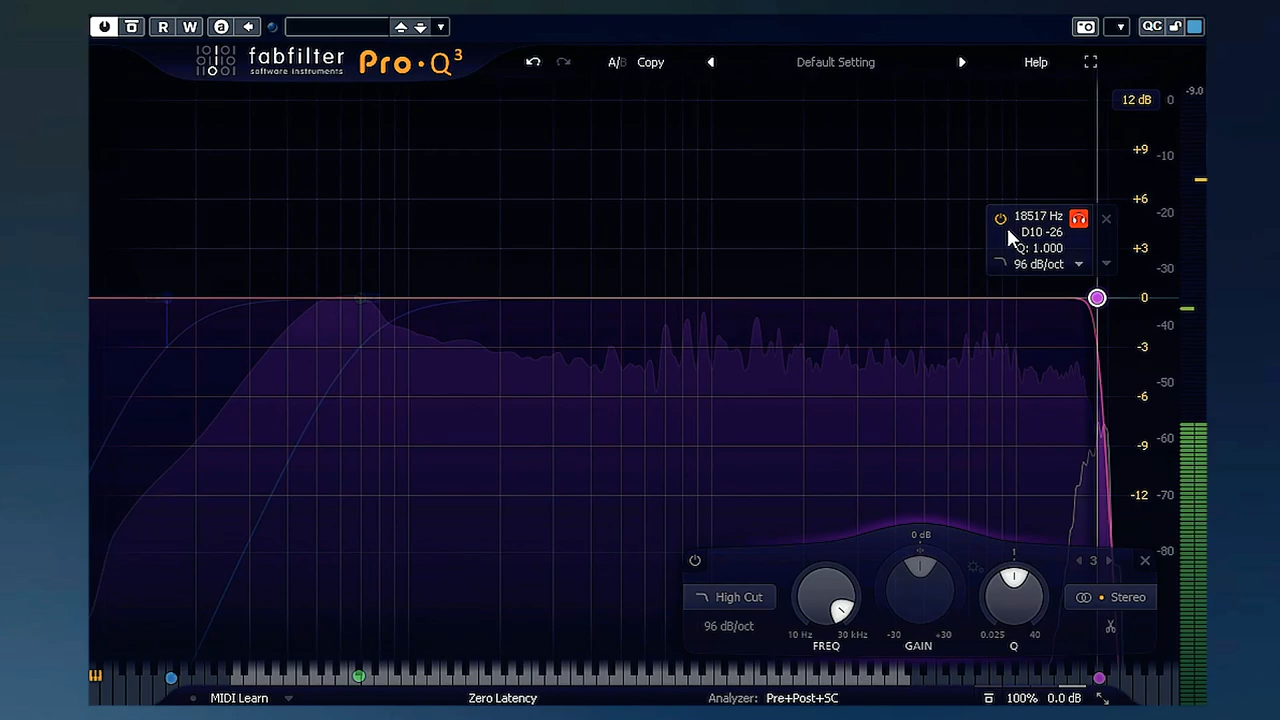 R W a QC
fabfilter
software instruments
Pro·Q3
A/B Copy Default Setting Help
12 dB 0 -9.0
+9 -10
+6 -20
+3 -30
0 -40
-3 -50
-6 -60
-9 -70
-12 -80
18517 Hz
D10 -26
Q: 1.000
96 dB/oct
0 dB 1 3
High Cut Stereo
96 dB/oct
10 Hz 30 kHz -30 +30 0.025 40
FREQ GAIN Q
MIDI Learn Zero Latency Analyzer: Pre+Post+SC 100% 0.0 dB